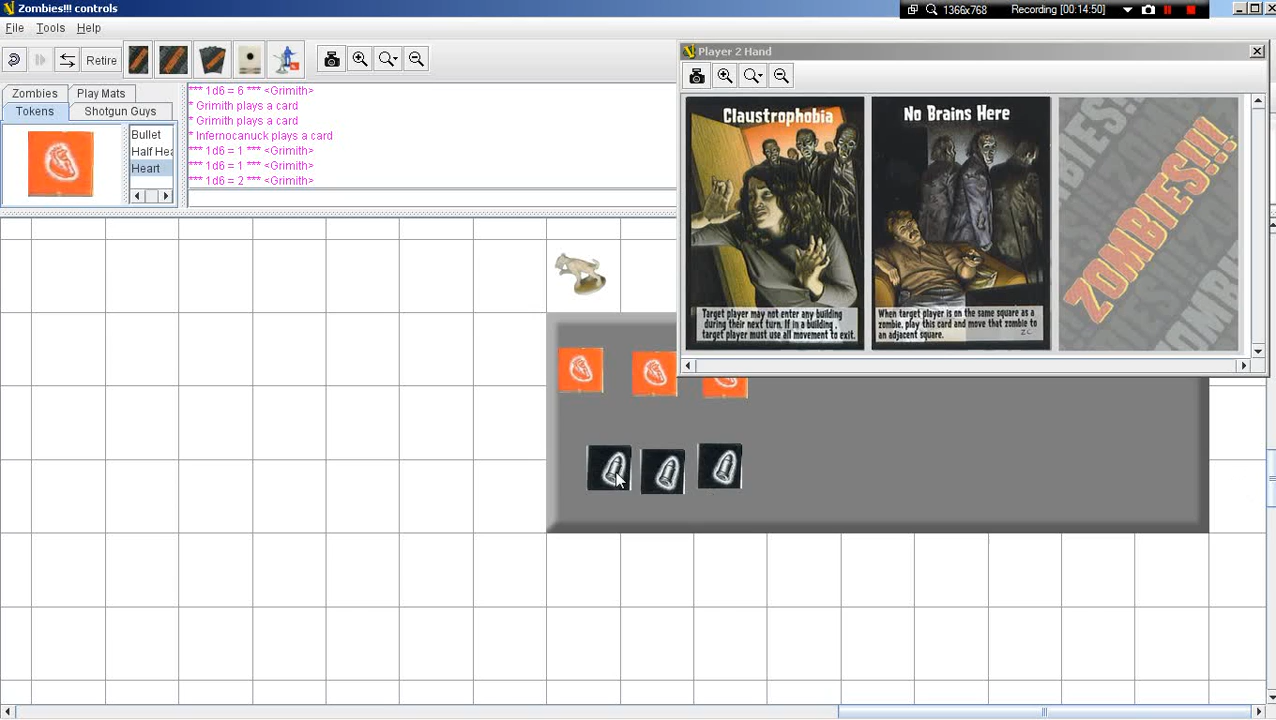 Zombies!!! controls
1366x768
Recording [00:14:50]
File Tools Help
Retire
Player 2 Hand
Zombies
Play Mats
Tokens
Shotgun Guys
Bullet
Half Hea
Heart
*** 1d6 = 6 *** <Grimith>
* Grimith plays a card
* Grimith plays a card
* Infernocanuck plays a card
*** 1d6 = 1 *** <Grimith>
*** 1d6 = 1 *** <Grimith>
*** 1d6 = 2 *** <Grimith>
Claustrophobia
Target player may not enter any building
during their next turn. If in a building ,
target player must use all movement to exit.
No Brains Here
When target player is on the same square as a
zombie, play this card and move that zombie to
an adjacent square.
ZOMBIES!!!